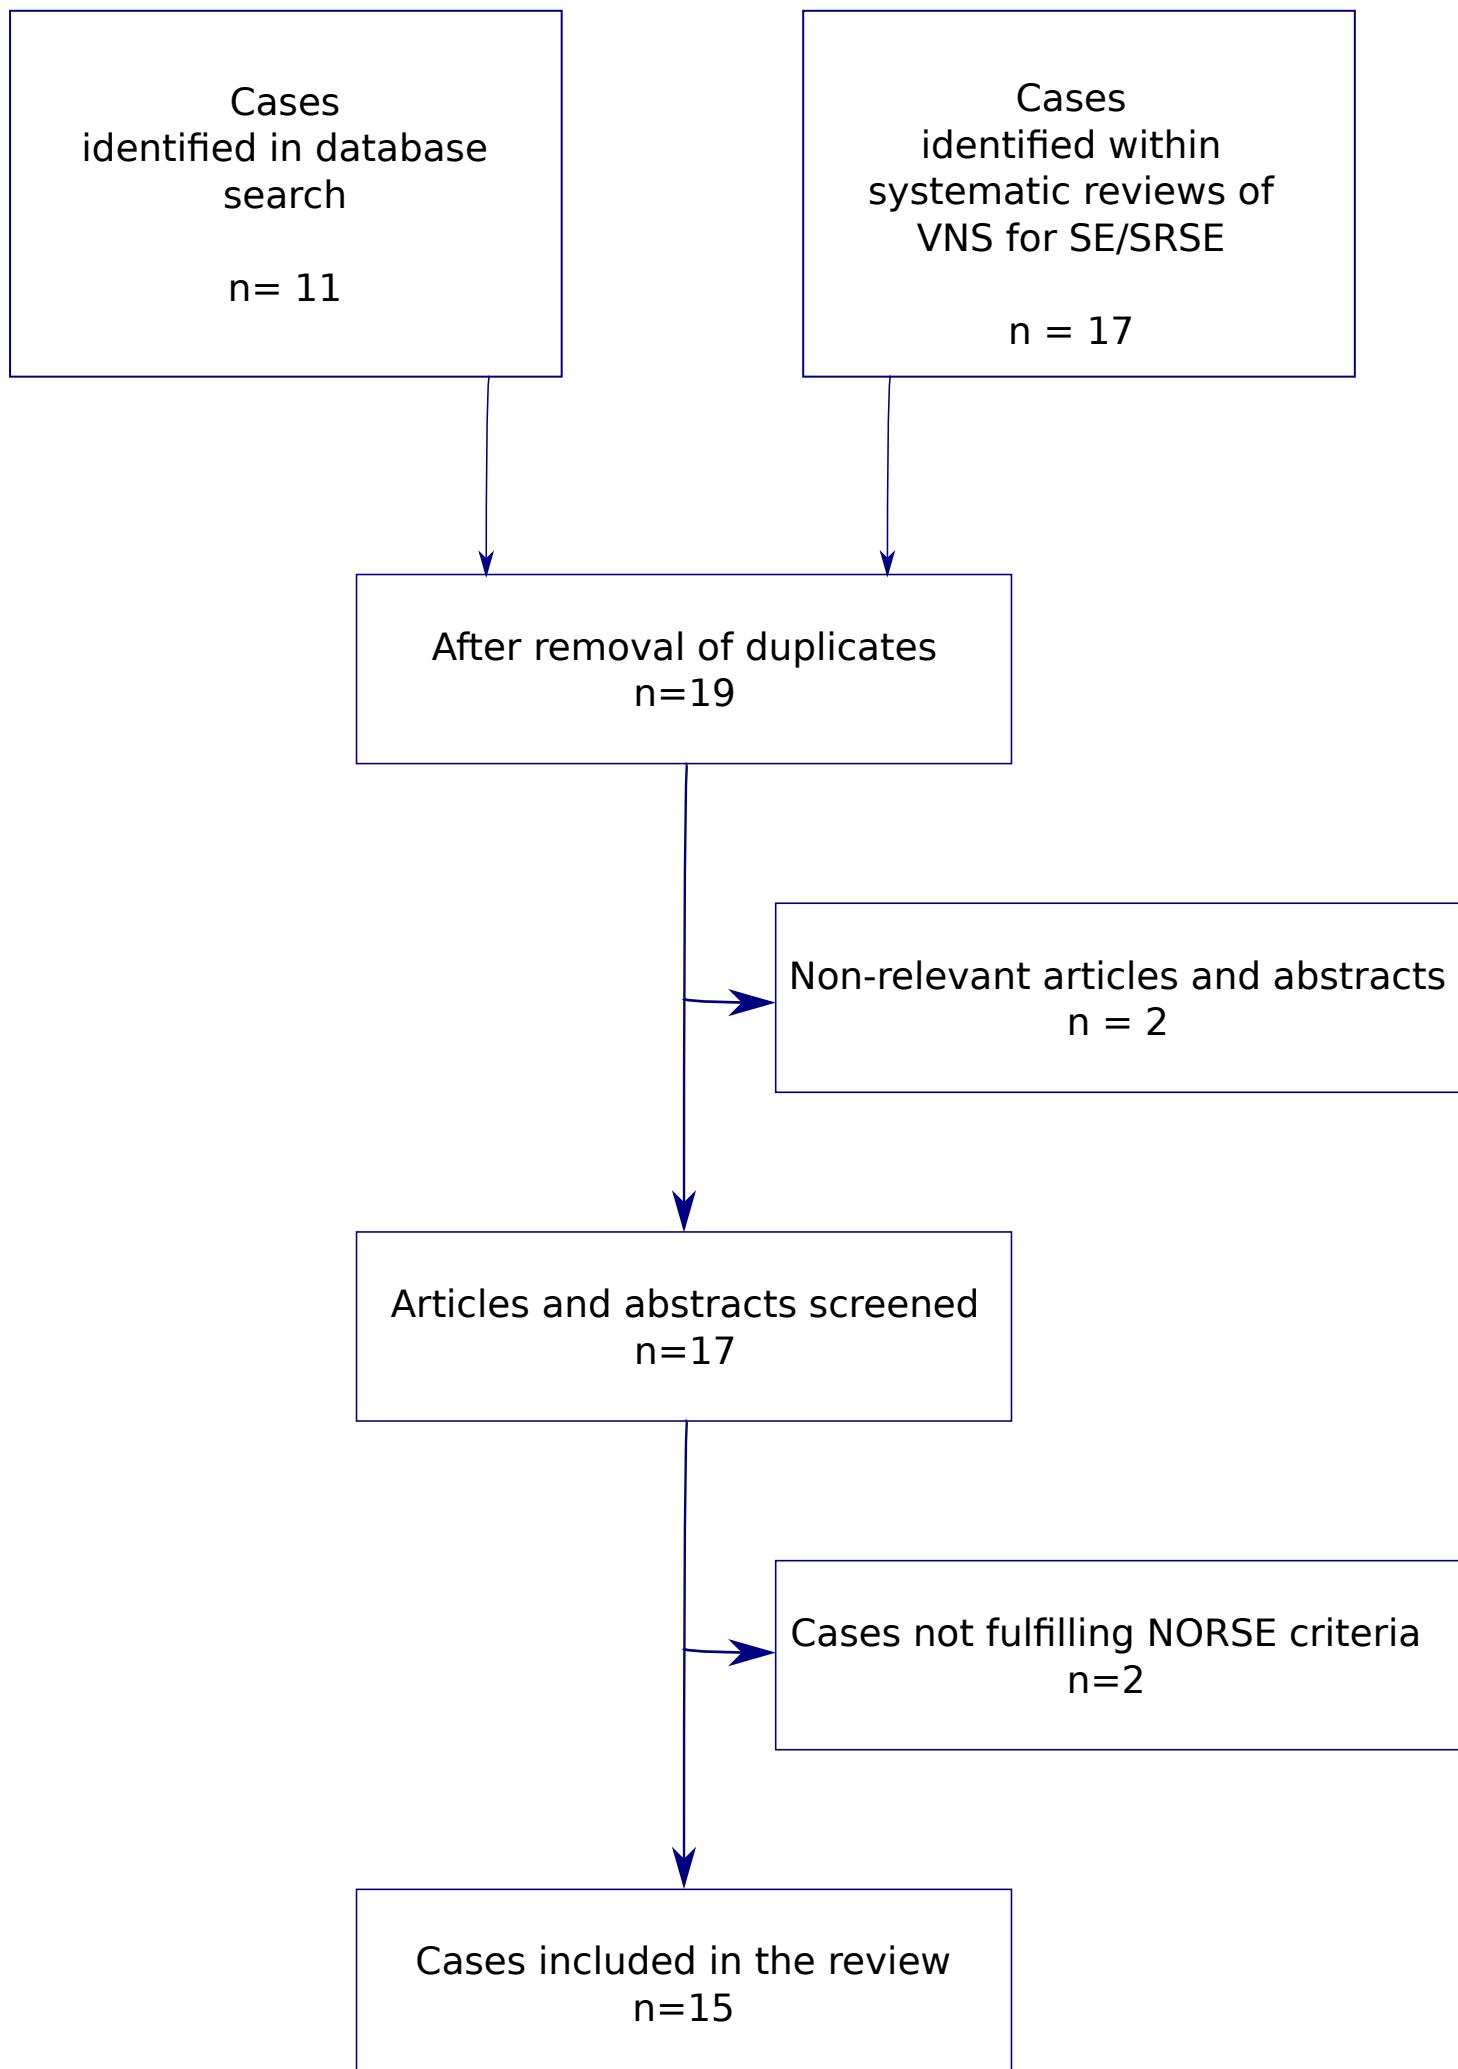 Cases
identified in database
search
n= 11
Cases
identified within
systematic reviews of
VNS for SE/SRSE
n = 17
After removal of duplicates
n=19
Non-relevant articles and abstracts
n = 2
Articles and abstracts screened
n=17
Cases not fulfilling NORSE criteria
n=2
Cases included in the review
n=15